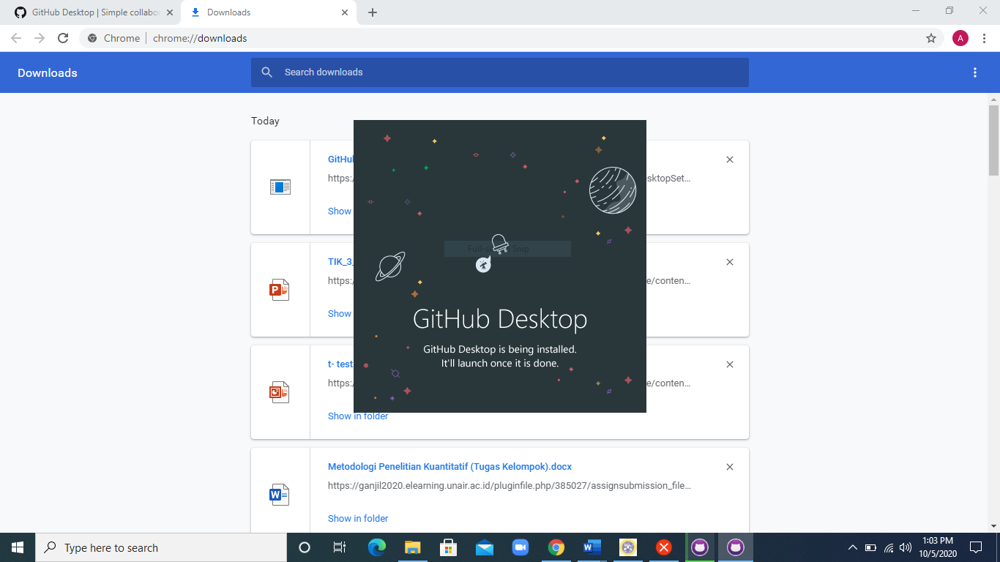 GitHub Desktop | Simple collabo
Downloads
Chrome
chrome://downloads
A
Downloads
Search downloads
Today
GitHu
https:/
esktopSet...
Show
TIK_3_
https:/
e/conten...
Show
t- test
https:/
e/conten...
Show in folder
Full-sc Snip
GitHub Desktop
GitHub Desktop is being installed.
It'll launch once it is done.
Metodologi Penelitian Kuantitatif (Tugas Kelompok).docx
https://ganjil2020.elearning.unair.ac.id/pluginfile.php/385027/assignsubmission_file...
Show in folder
Type here to search
1:03 PM
10/5/2020